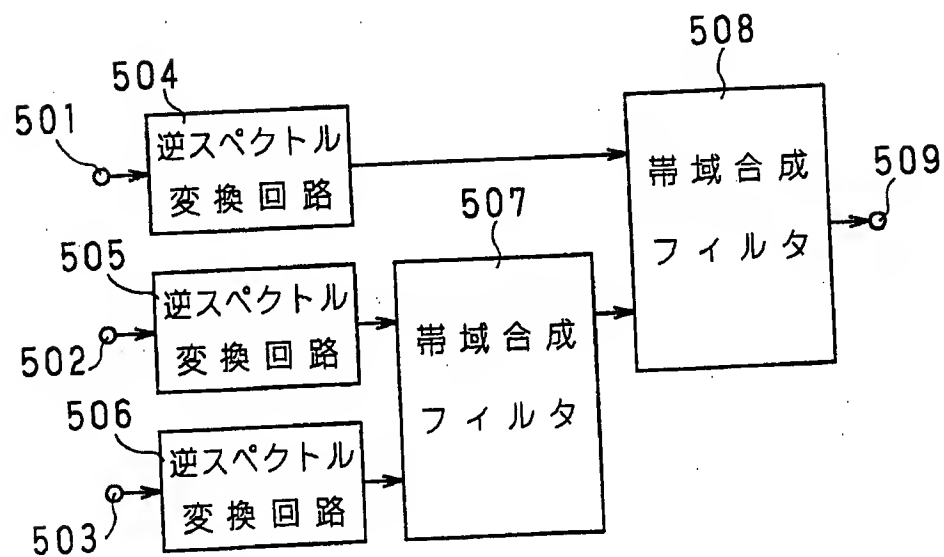 508
504
501
逆スペクトル
変換回路
帯域合成
フィルタ
509
507
505
502
逆スペクトル
変換回路
帯域合成
フィルタ
506
503
逆スペクトル
変換回路